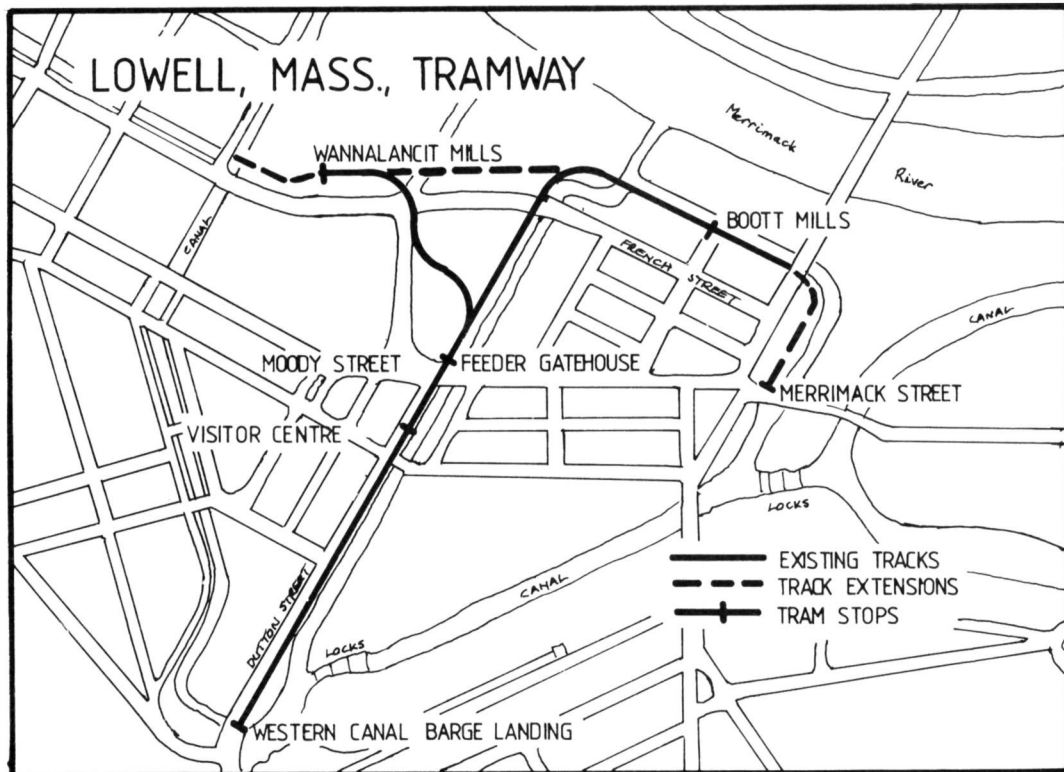 LOWELL, MASS., TRAMWAY
Merrimack
River
WANNALANCIT MILLS
BOOTT MILLS
CANAL
FRENCH STREET
CANAL
MOODY STREET
FEEDER GATEHOUSE
MERRIMACK STREET
VISITOR CENTRE
LOCKS
EXISTING TRACKS
TRACK EXTENSIONS
TRAM STOPS
CANAL
DUTTON STREET
LOCKS
WESTERN CANAL BARGE LANDING